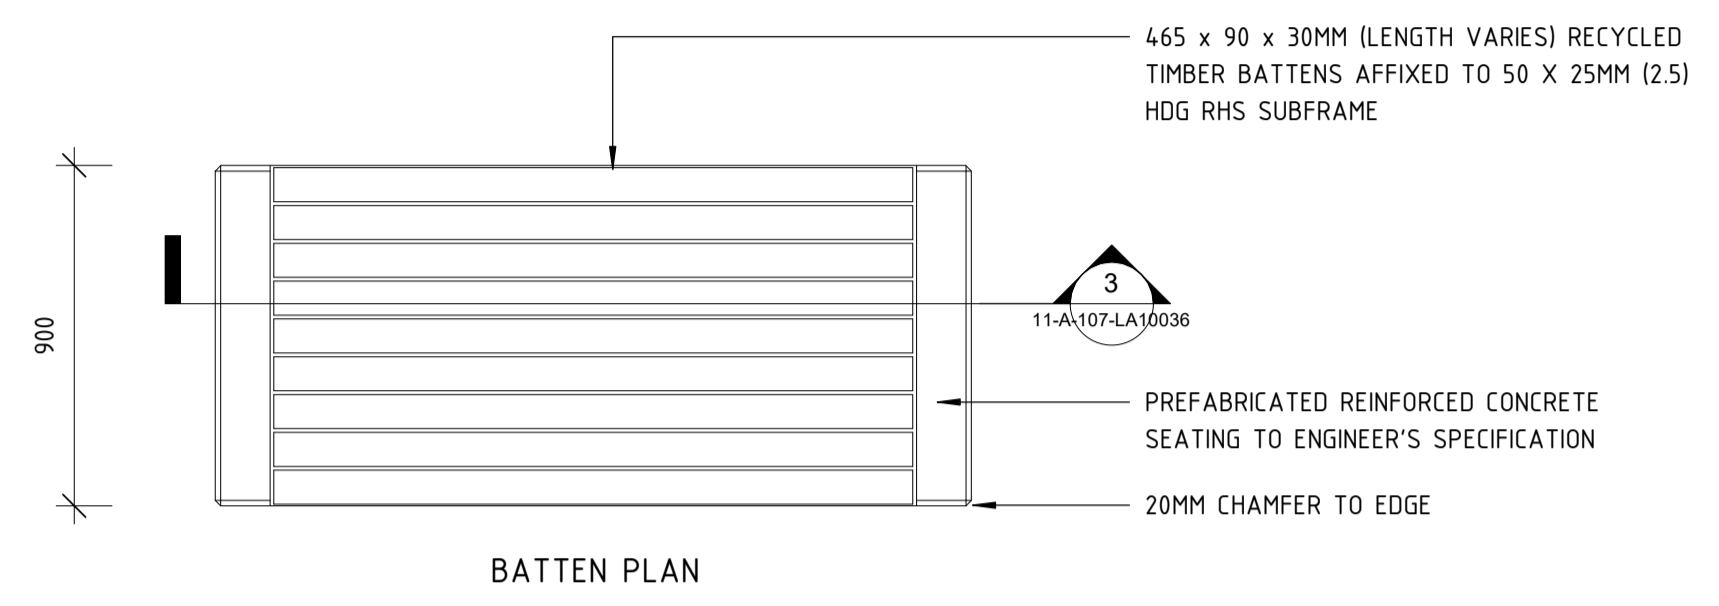 465 x 90 x 30MM (LENGTH VARIES) RECYCLED
TIMBER BATTENS AFFIXED TO 50 X 25MM (2.5)
HDG RHS SUBFRAME
900
3
11-A-107-LA10036
PREFABRICATED REINFORCED CONCRETE
SEATING TO ENGINEER'S SPECIFICATION
20MM CHAMFER TO EDGE
BATTEN PLAN